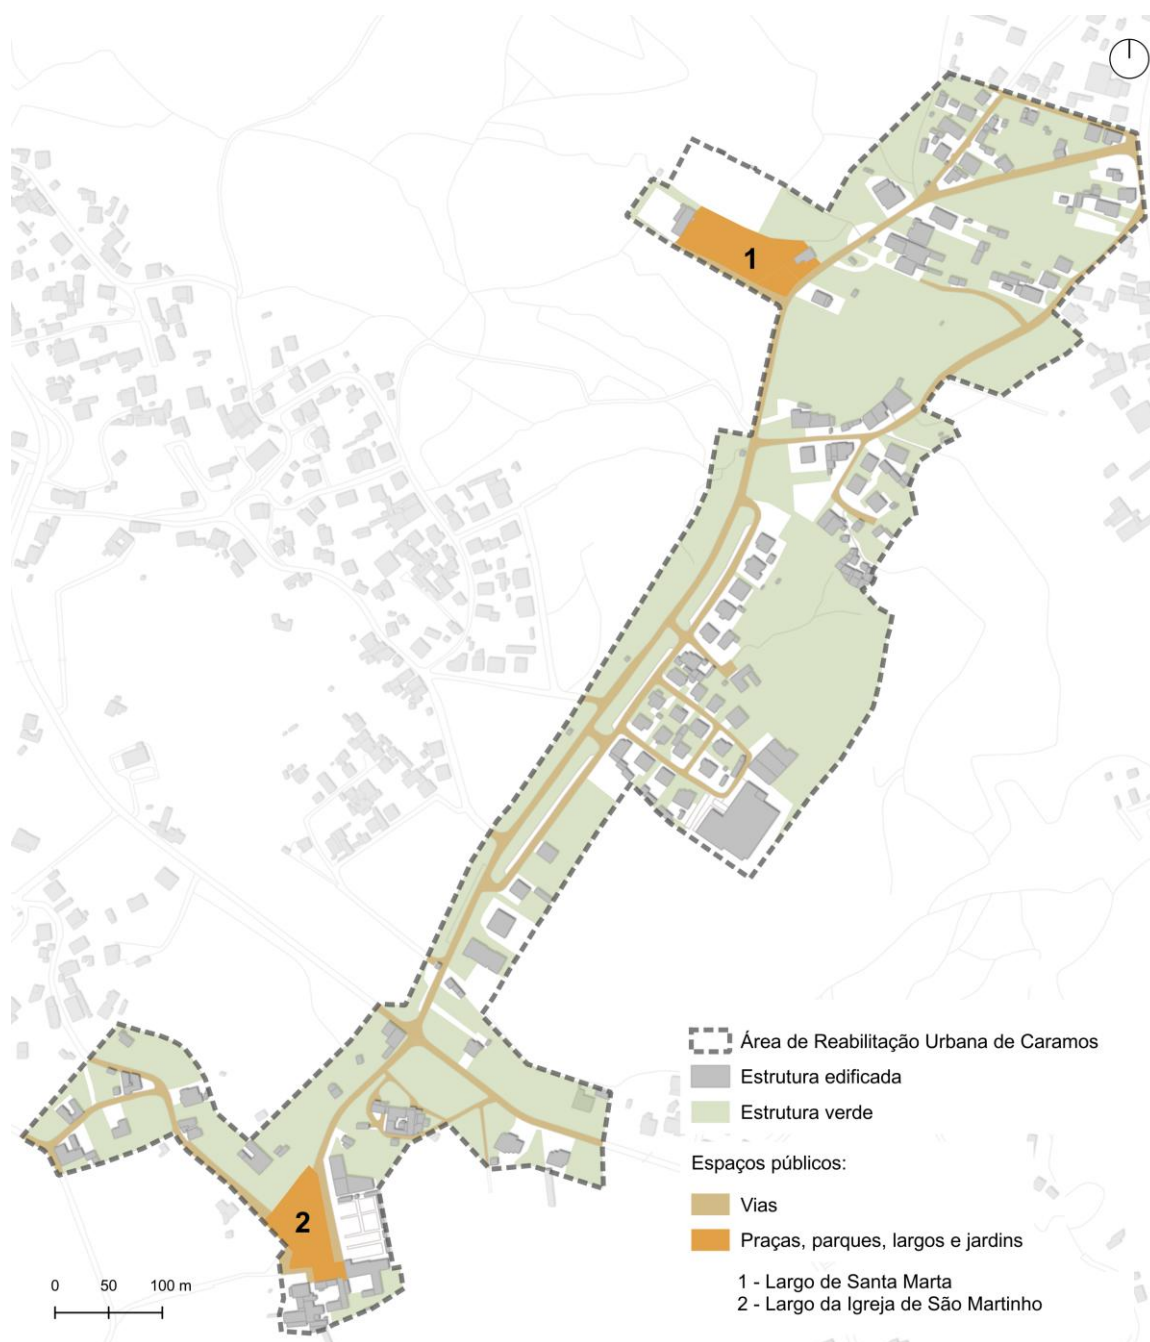 1
2
Área de Reabilitação Urbana de Caramos
Estrutura edificada
Estrutura verde
Espaços públicos:
Vias
Praças, parques, largos e jardins
1 - Largo de Santa Marta
2 - Largo da Igreja de São Martinho
0 50 100 m